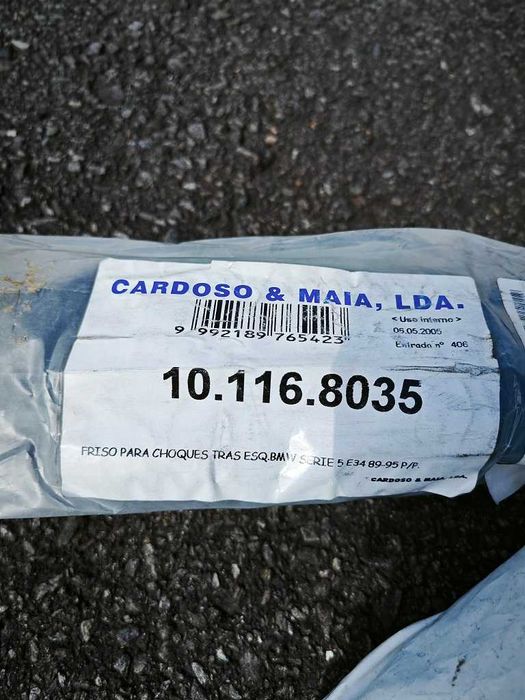 CARDOSO & MAIA, LDA.
< Uso interno >
06.05.2005
Entrada nº 406
9 992189 765423
10.116.8035
FRISO PARA CHOQUES TRAS ESQ.BMW SERIE 5 E34 89-95 P/P.
CARDOSO & MAIA, LDA.